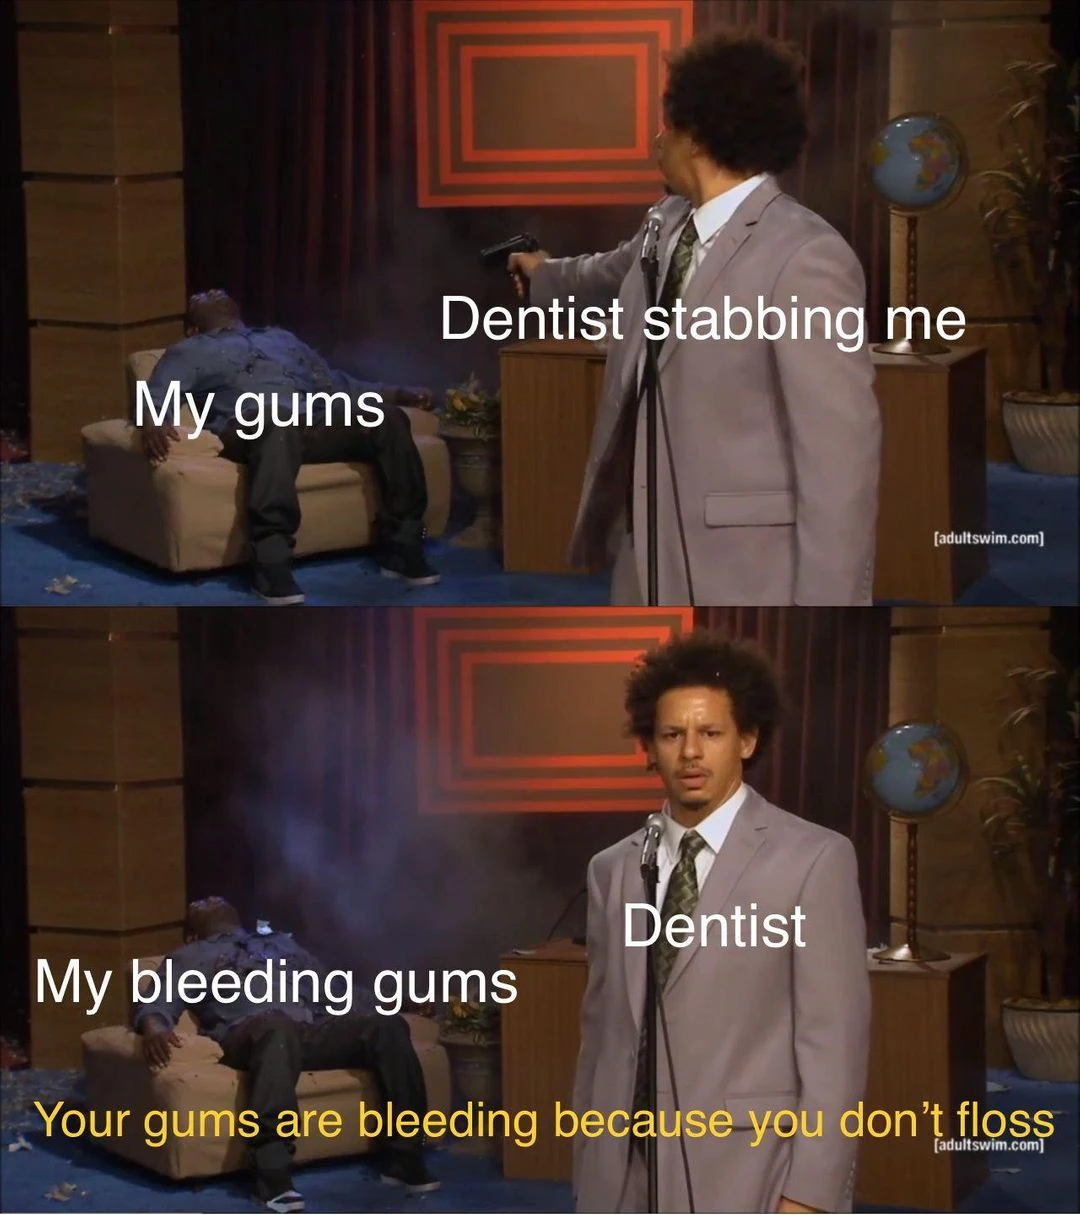 Dentist stabbing me
My gums
[adultswim.com]
Dentist
My bleeding gums
Your gums are bleeding because you don't floss
[adultswim.com]